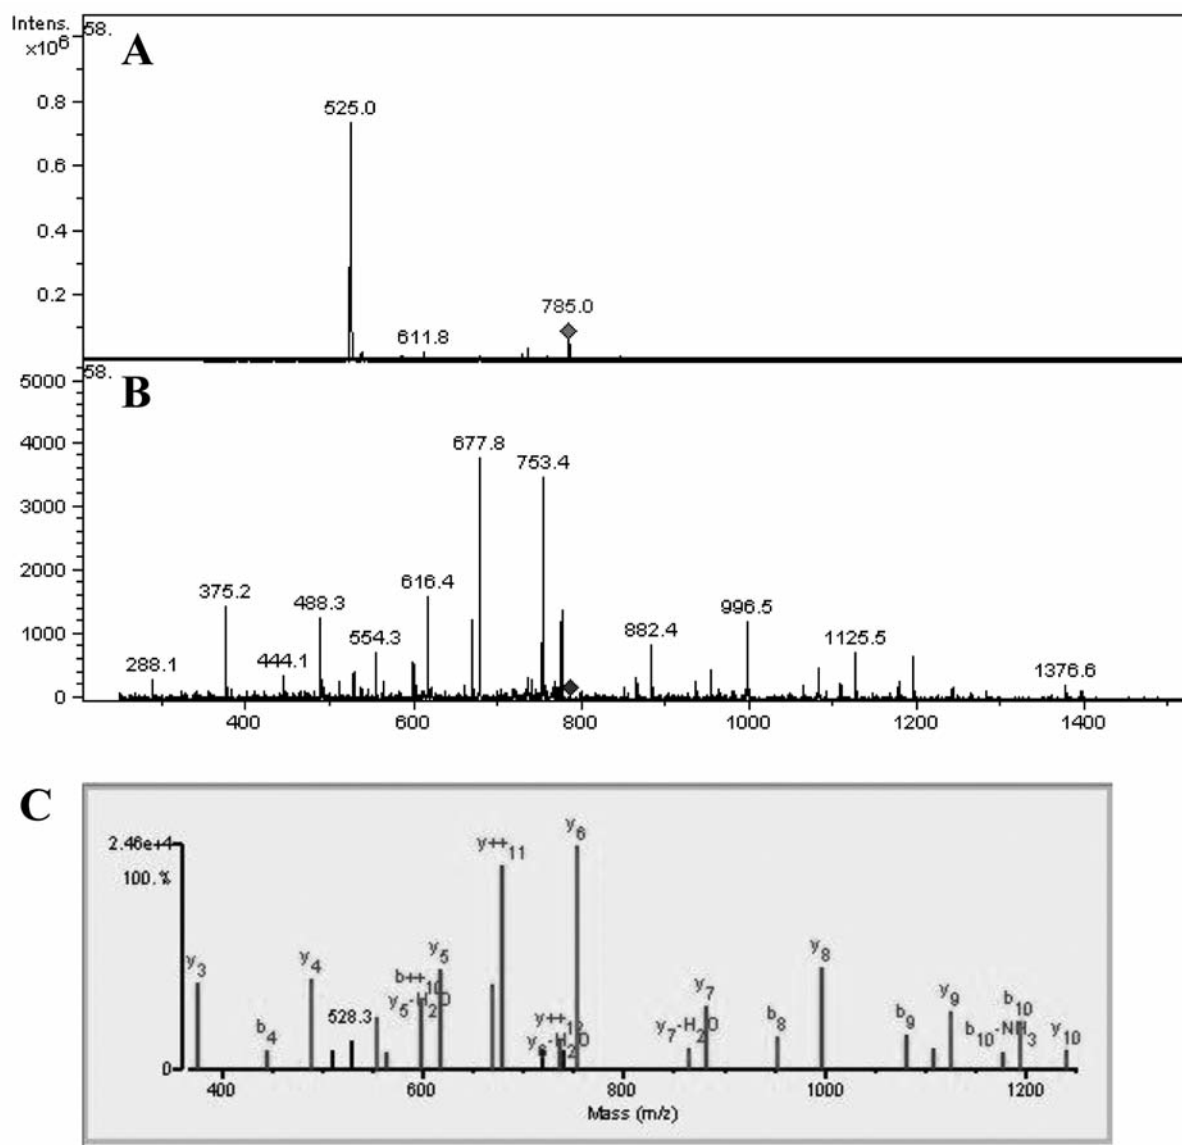 Intens.
x10⁶
58.
A
0.8
0.6
0.4
0.2
525.0
611.8
785.0
58.
B
5000
4000
3000
2000
1000
0
288.1
375.2
444.1
488.3
554.3
616.4
677.8
753.4
882.4
996.5
1125.5
1376.6
400
600
800
1000
1200
1400
C
2.46e+4
100.%
0
y3
b4
y4
528.3
b++10
y5-H2O
y5
y++11
y++12
y6-H2O
y6
y7-H2O
y7
b8
y8
b9
y9
b10
b10-NH3
y10
400
600
800
1000
1200
Mass (m/z)